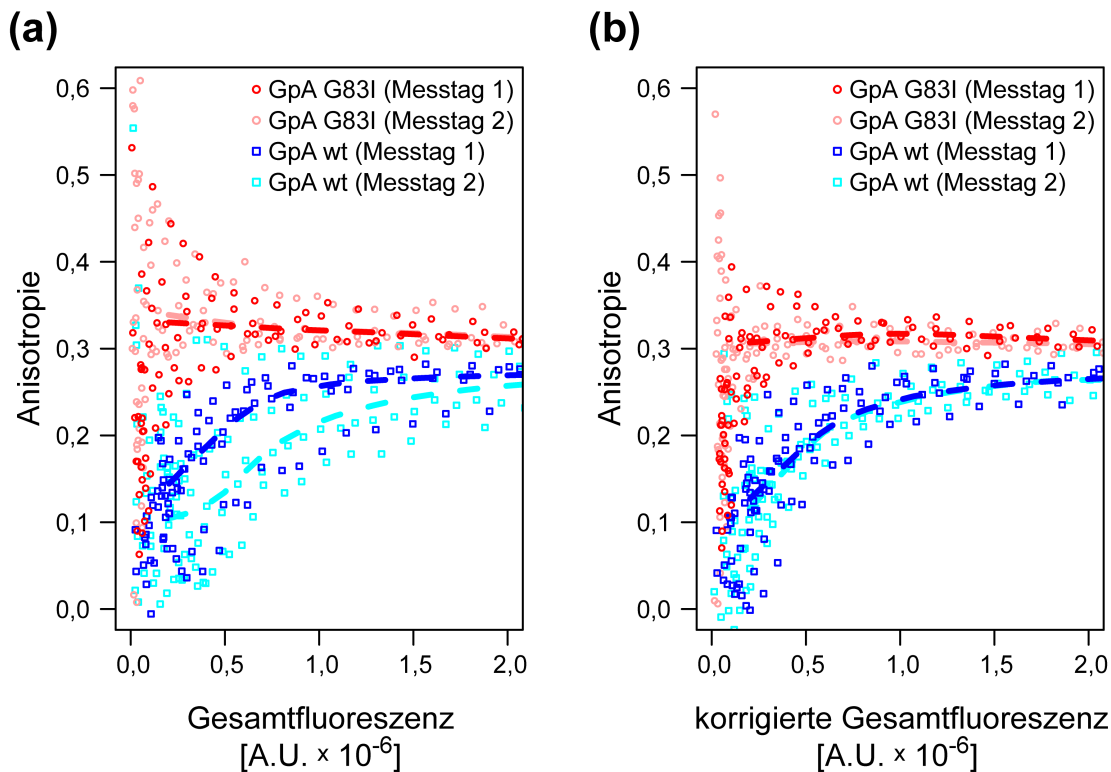 (a)
(b)
0,6
0,5
0,4
0,3
0,2
0,1
0,0
Anisotropie
GpA G83I (Messtag 1)
GpA G83I (Messtag 2)
GpA wt (Messtag 1)
GpA wt (Messtag 2)
0,0 0,5 1,0 1,5 2,0
Gesamtfluoreszenz
[A.U. × 10⁻⁶]
0,6
0,5
0,4
0,3
0,2
0,1
0,0
Anisotropie
GpA G83I (Messtag 1)
GpA G83I (Messtag 2)
GpA wt (Messtag 1)
GpA wt (Messtag 2)
0,0 0,5 1,0 1,5 2,0
korrigierte Gesamtfluoreszenz
[A.U. × 10⁻⁶]